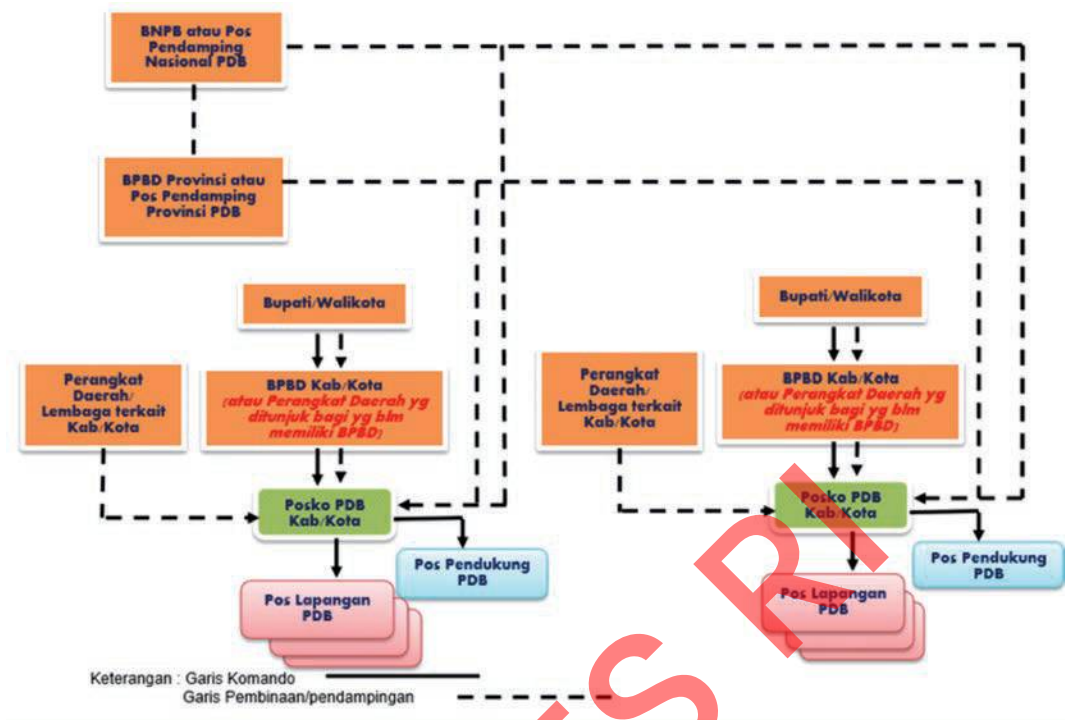 BNPB atau Pos
Pendamping
Nasional PDB
BPBD Provinsi atau
Pos Pendamping
Provinsi PDB
Bupati/Walikota
Perangkat
Daerah/
Lembaga terkait
Kab/Kota
BPBD Kab/Kota
(atau Perangkat Daerah yg
ditunjuk bagi yg blm
memiliki BPBD)
Posko PDB
Kab/Kota
Pos Pendukung
PDB
Pos Lapangan
PDB
Bupati/Walikota
Perangkat
Daerah/
Lembaga terkait
Kab/Kota
BPBD Kab/Kota
(atau Perangkat Daerah yg
ditunjuk bagi yg blm
memiliki BPBD)
Posko PDB
Kab/Kota
Pos Pendukung
PDB
Pos Lapangan
PDB
Keterangan : Garis Komando
Garis Pembinaan/pendampingan
S RI